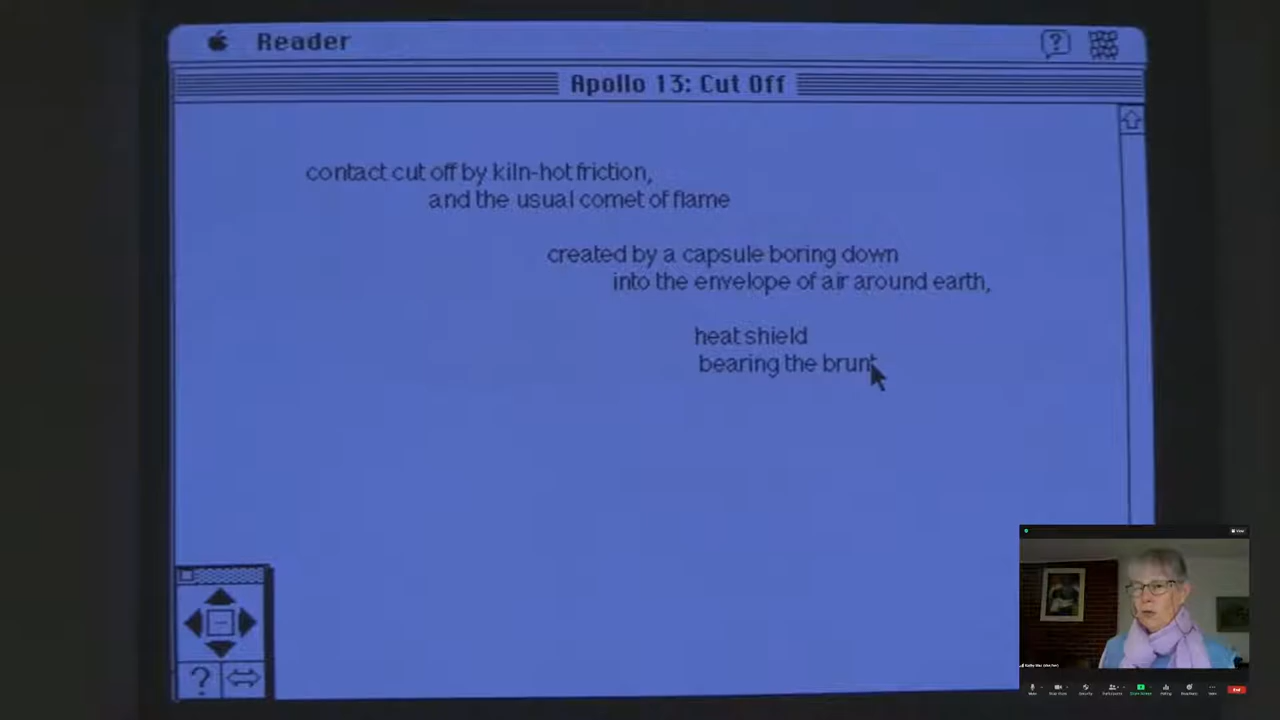 Reader
Apollo 13: Cut Off
contact cut off by kiln-hot friction,
and the usual comet of flame
created by a capsule boring down
into the envelope of air around earth,
heat shield
bearing the brunt
?
?
End